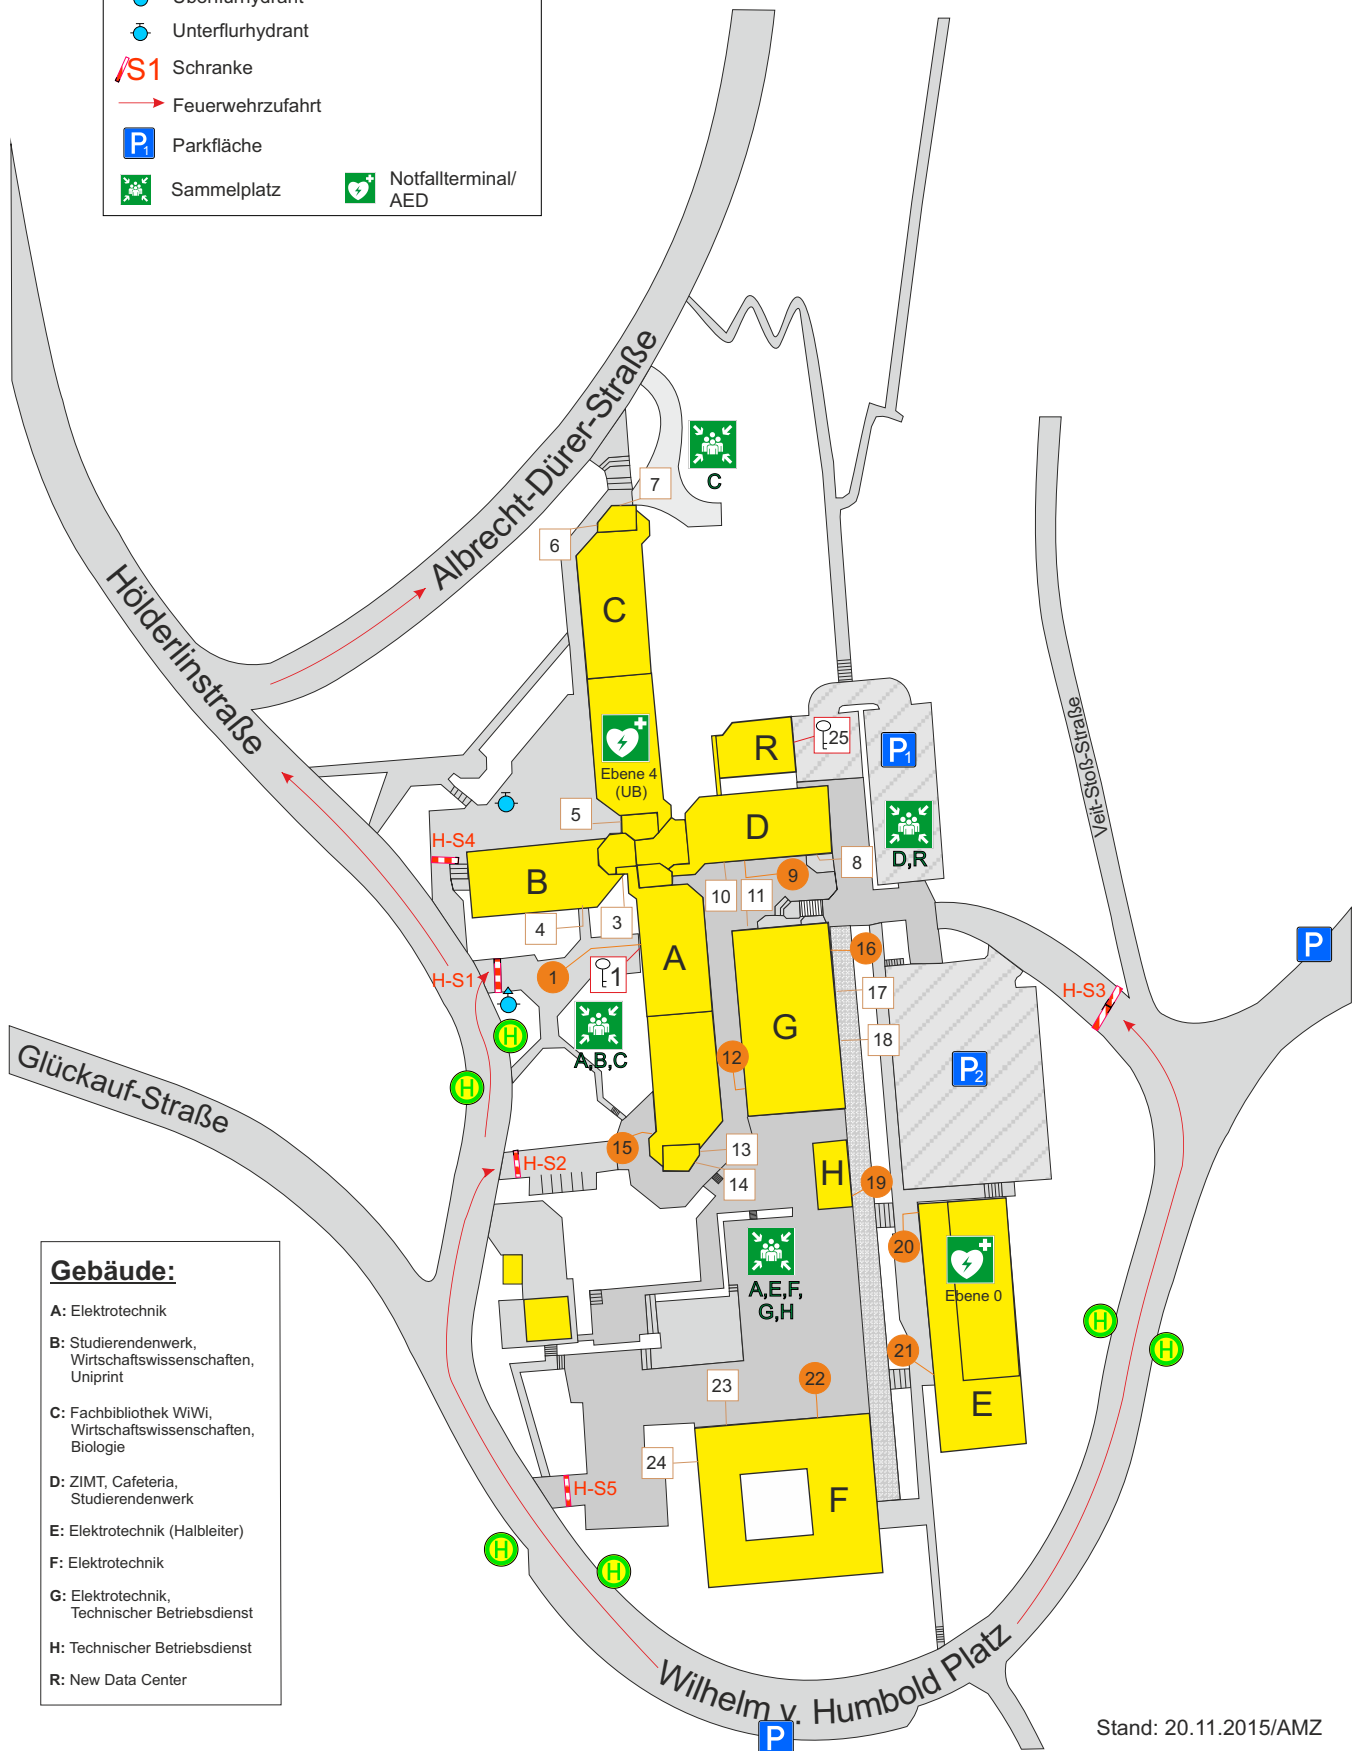 Überflurhydrant
Unterflurhydrant
S1 Schranke
Feuerwehrzufahrt
P1 Parkfläche
Sammelplatz
Notfallterminal/
AED
Albrecht-Dürer-Straße
Hölderlinstraße
Veit-Stoß-Straße
Glückauf-Straße
Wilhelm v. Humbold Platz
C
7
6
C
R
25
P1
Ebene 4
(UB)
5
D
D,R
H-S4
B
8
9
10
11
4
3
A
16
P
H-S1
1
1
17
H-S3
G
18
H
A,B,C
12
P2
H
15
13
H-S2
14
H
19
20
Ebene 0
A,E,F,
G,H
H
H
21
22
23
E
24
F
H-S5
H
H
P
Gebäude:
A: Elektrotechnik
B: Studierendenwerk,
Wirtschaftswissenschaften,
Uniprint
C: Fachbibliothek WiWi,
Wirtschaftswissenschaften,
Biologie
D: ZIMT, Cafeteria,
Studierendenwerk
E: Elektrotechnik (Halbleiter)
F: Elektrotechnik
G: Elektrotechnik,
Technischer Betriebsdienst
H: Technischer Betriebsdienst
R: New Data Center
Stand: 20.11.2015/AMZ